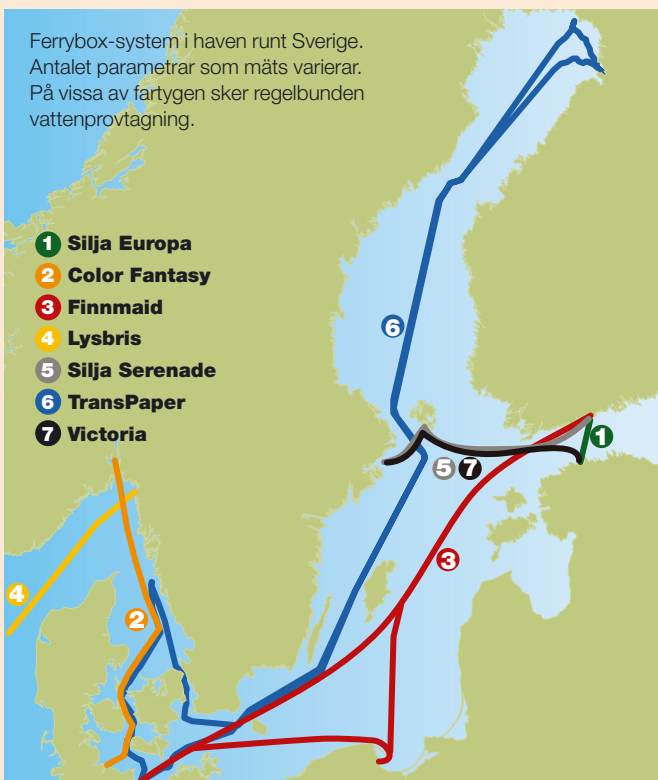 Ferrybox-system i haven runt Sverige.
Antalet parametrar som mäts varierar.
På vissa av fartygen sker regelbunden
vattenprovtagning.
1 Silja Europa
2 Color Fantasy
3 Finnmaid
4 Lysbris
5 Silja Serenade
6 TransPaper
7 Victoria
6
1
5 7
3
4
2